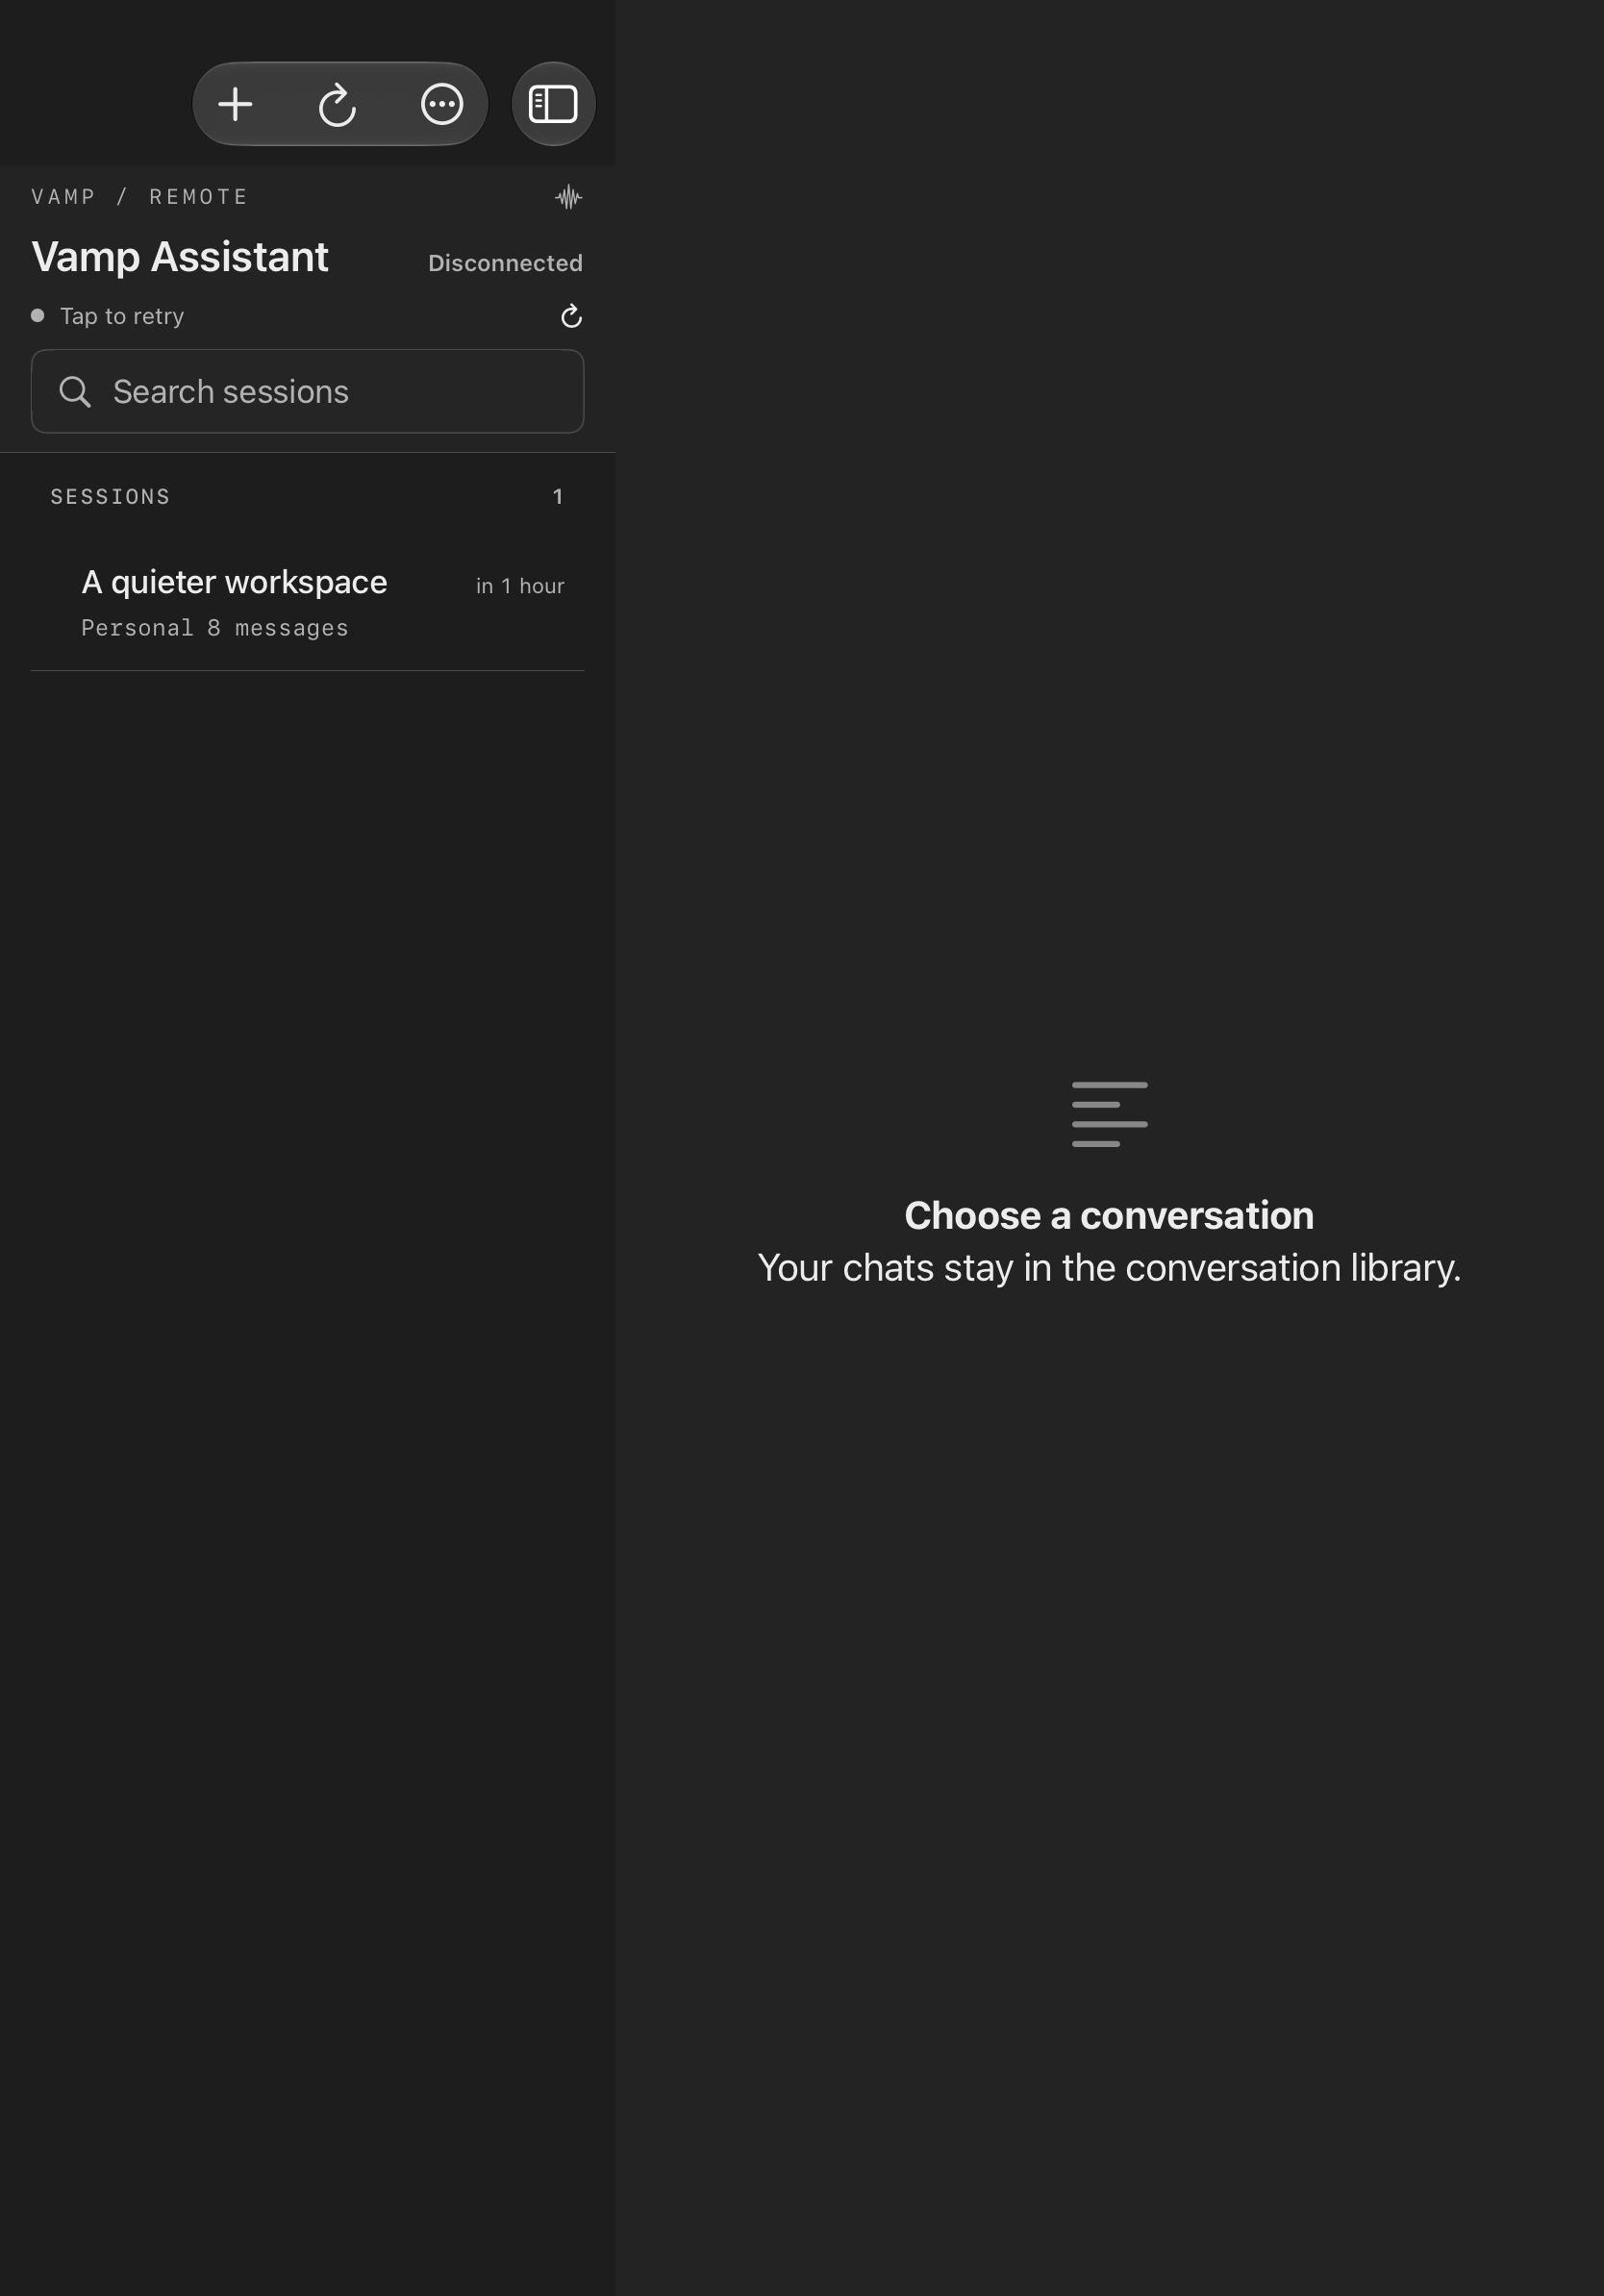 VAMP / REMOTE
Vamp Assistant
Disconnected
Tap to retry
Search sessions
SESSIONS 1
A quieter workspace in 1 hour
Personal 8 messages
Choose a conversation
Your chats stay in the conversation library.